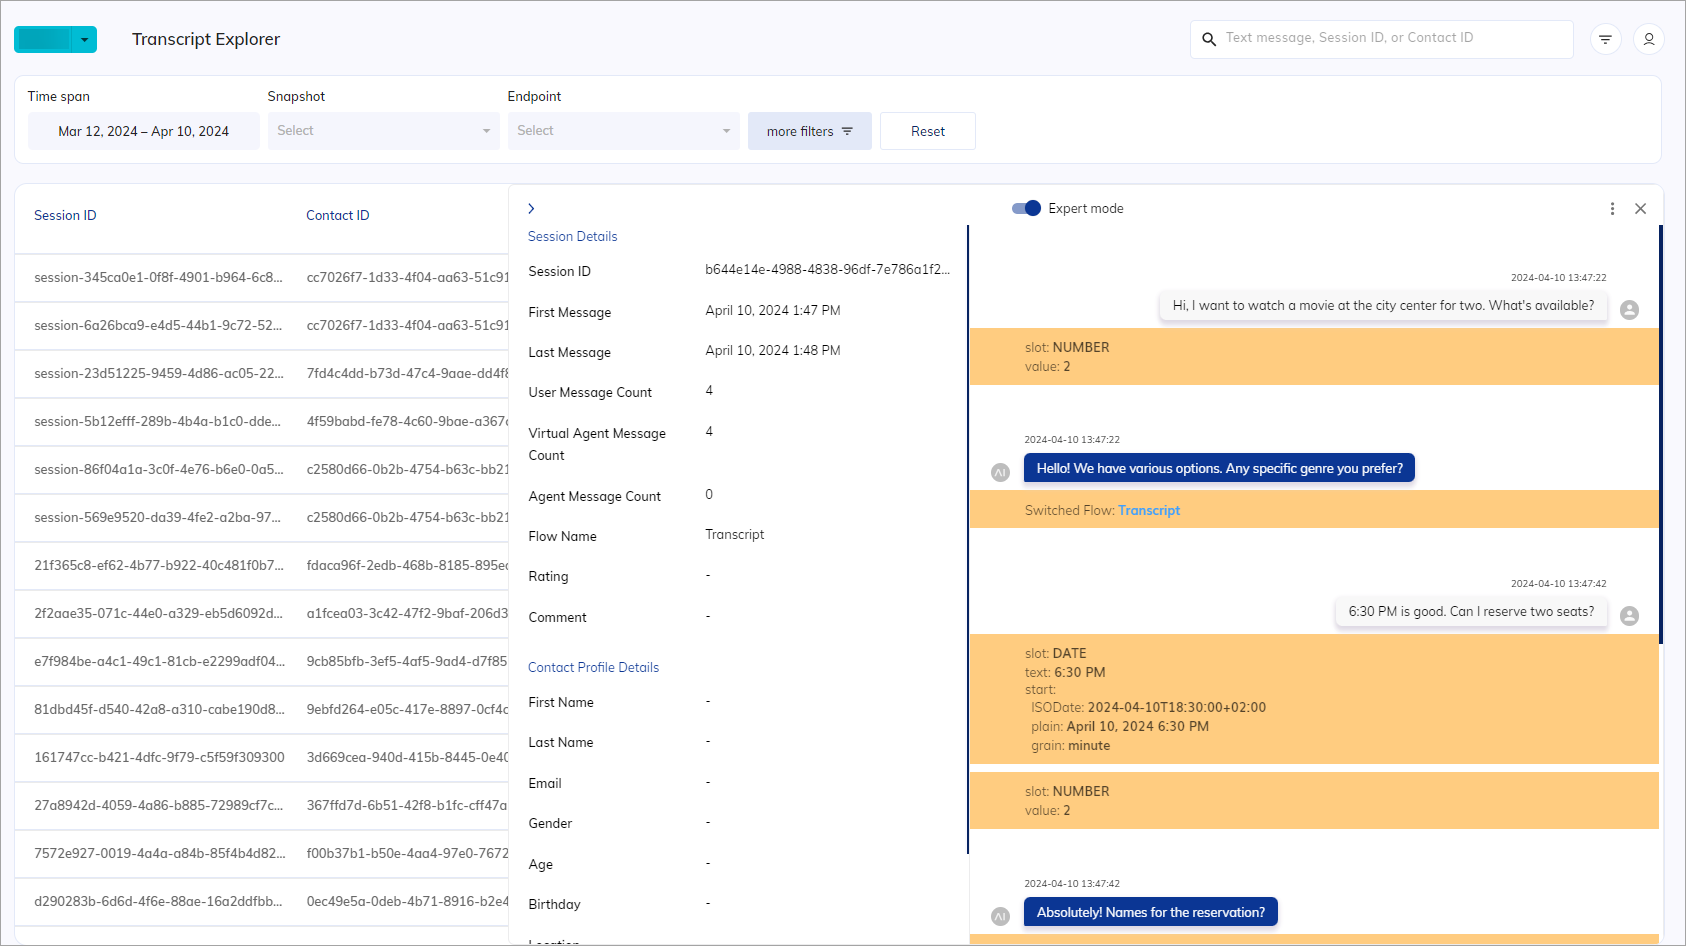 Transcript Explorer
Text message, Session ID, or Contact ID
Time span
Snapshot
Endpoint
Mar 12, 2024 – Apr 10, 2024
Select
Select
more filters
Reset
Session ID
Contact ID
session-345ca0e1-0f8f-4901-b964-6c8...
cc7026f7-1d33-4f04-aa63-51c91
session-6a26bca9-e4d5-44b1-9c72-52...
cc7026f7-1d33-4f04-aa63-51c91
session-23d51225-9459-4d86-ac05-22...
7fd4c4dd-b73d-47c4-9aae-dd4f8
session-5b12efff-289b-4b4a-b1c0-dde...
4f59babd-fe78-4c60-9bae-a367c
session-86f04a1a-3c0f-4e76-b6e0-0a5...
c2580d66-0b2b-4754-b63c-bb21
session-569e9520-da39-4fe2-a2ba-97...
c2580d66-0b2b-4754-b63c-bb21
21f365c8-ef62-4b77-b922-40c481f0b7...
fdaca96f-2edb-468b-8185-895ec
2f2aae35-071c-44e0-a329-eb5d6092d...
a1fcea03-3c42-47f2-9baf-206d3
e7f984be-a4c1-49c1-81cb-e2299adf04...
9cb85bfb-3ef5-4af5-9ad4-d7f85
81dbd45f-d540-42a8-a310-cabe190d8...
9ebfd264-e05c-417e-8897-0cf4c
161747cc-b421-4dfc-9f79-c5f59f309300
3d669cea-940d-415b-8445-0e40
27a8942d-4059-4a86-b885-72989cf7c...
367ffd7d-6b51-42f8-b1fc-cff47a
7572e927-0019-4a4a-a84b-85f4b4d82...
f00b37b1-b50e-4aa4-97e0-7672
d290283b-6d6d-4f6e-88ae-16a2ddfbb...
0ec49e5a-0deb-4b71-8916-b2e4
Session Details
Session ID
b644e14e-4988-4838-96df-7e786a1f2...
First Message
April 10, 2024 1:47 PM
Last Message
April 10, 2024 1:48 PM
User Message Count
4
Virtual Agent Message
Count
4
Agent Message Count
0
Flow Name
Transcript
Rating
-
Comment
-
Contact Profile Details
First Name
-
Last Name
-
Email
-
Gender
-
Age
-
Birthday
-
Location
Expert mode
2024-04-10 13:47:22
Hi, I want to watch a movie at the city center for two. What's available?
slot: NUMBER
value: 2
2024-04-10 13:47:22
AI
Hello! We have various options. Any specific genre you prefer?
Switched Flow: Transcript
2024-04-10 13:47:42
6:30 PM is good. Can I reserve two seats?
slot: DATE
text: 6:30 PM
start:
ISODate: 2024-04-10T18:30:00+02:00
plain: April 10, 2024 6:30 PM
grain: minute
slot: NUMBER
value: 2
2024-04-10 13:47:42
AI
Absolutely! Names for the reservation?